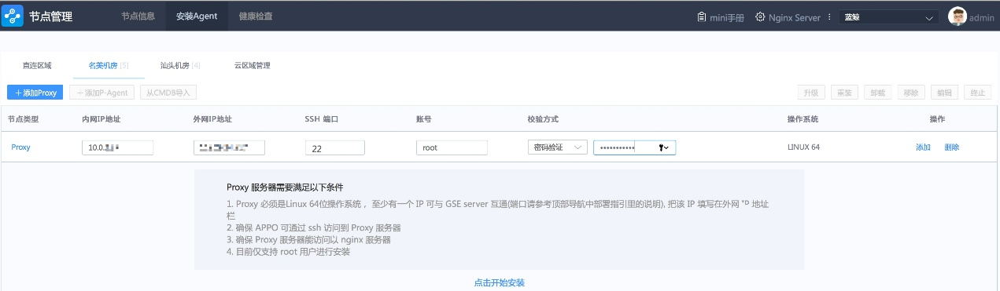 节点管理 节点信息 安装Agent 健康检查 mini手册 Nginx Server 蓝鲸 admin
直连区域 名美机房 [5] 汕头机房 [4] 云区域管理
+ 添加Proxy + 添加P-Agent 从CMDB导入 升级 重装 卸载 移除 编辑 终止
节点类型 内网IP地址 外网IP地址 SSH 端口 账号 校验方式 操作系统 操作
Proxy 10.0. 22 root 密码验证 LINUX 64 添加 删除
Proxy 服务器需要满足以下条件
1. Proxy 必须是Linux 64位操作系统 ，至少有一个 IP 可与 GSE server 互通(端口请参考顶部导航中部署指引里的说明), 把该 IP 填写在外网 IP 地址
栏
2. 确保 APPO 可通过 ssh 访问到 Proxy 服务器
3. 确保 Proxy 服务器能访问以 nginx 服务器
4. 目前仅支持 root 用户进行安装
点击开始安装